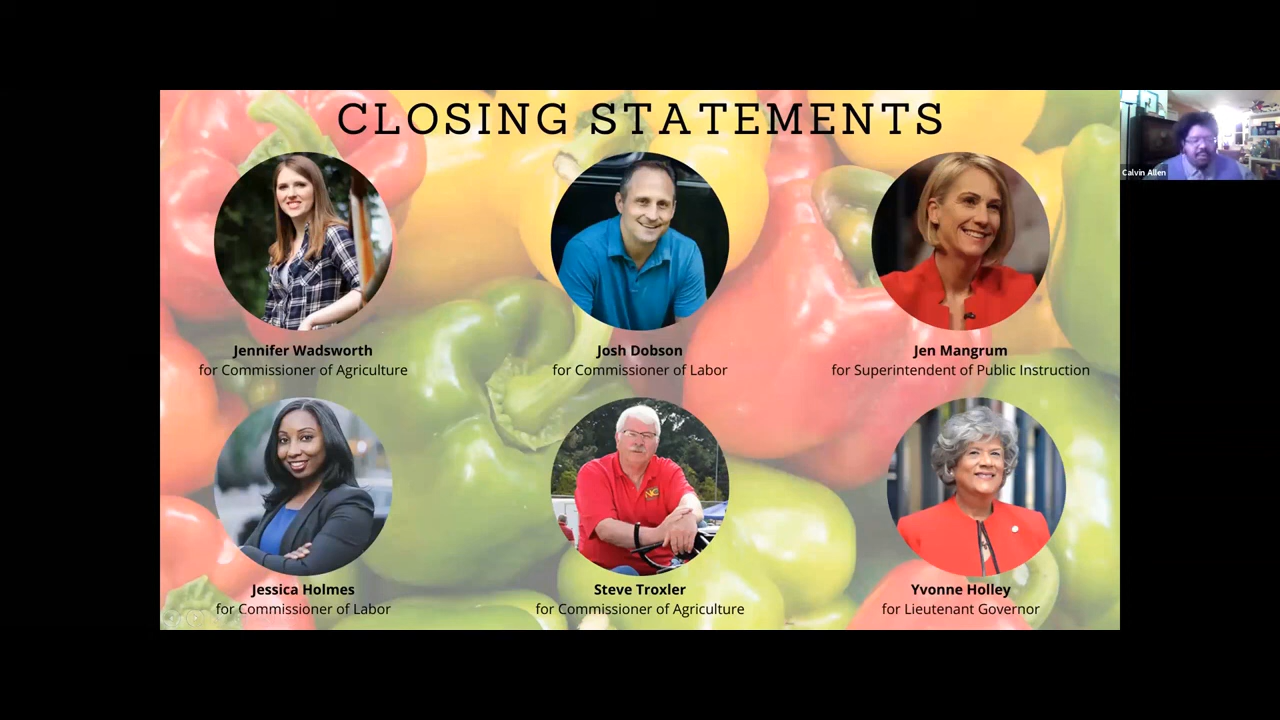 CLOSING STATEMENTS
Calvin Allen
Jennifer Wadsworth
for Commissioner of Agriculture
Josh Dobson
for Commissioner of Labor
Jen Mangrum
for Superintendent of Public Instruction
Jessica Holmes
for Commissioner of Labor
Steve Troxler
for Commissioner of Agriculture
Yvonne Holley
for Lieutenant Governor